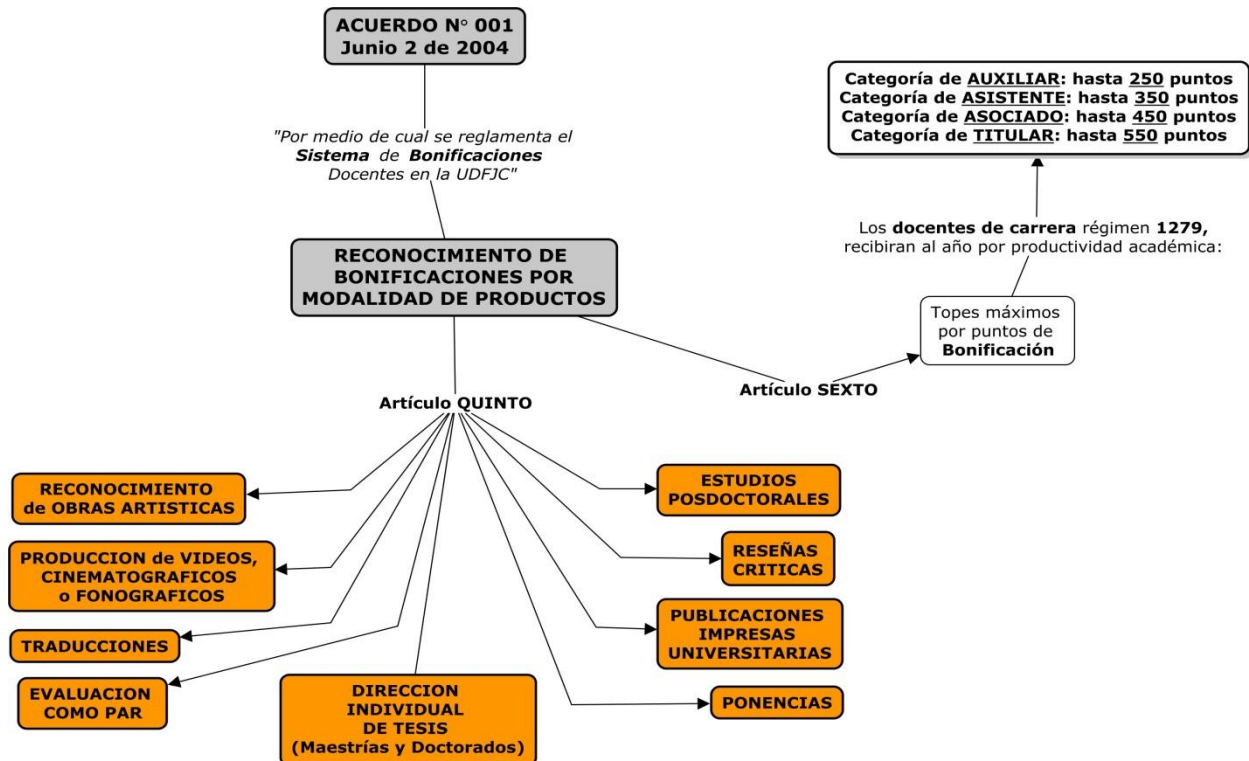 ACUERDO N° 001
Junio 2 de 2004
"Por medio de cual se reglamenta el
Sistema de Bonificaciones
Docentes en la UDFJC"
RECONOCIMIENTO DE
BONIFICACIONES POR
MODALIDAD DE PRODUCTOS
Categoría de AUXILIAR: hasta 250 puntos
Categoría de ASISTENTE: hasta 350 puntos
Categoría de ASOCIADO: hasta 450 puntos
Categoría de TITULAR: hasta 550 puntos
Los docentes de carrera régimen 1279,
recibiran al año por productividad académica:
Topes máximos
por puntos de
Bonificación
Artículo SEXTO
Artículo QUINTO
RECONOCIMIENTO
de OBRAS ARTISTICAS
PRODUCCION de VIDEOS,
CINEMATOGRAFICOS
o FONOGRAFICOS
TRADUCCIONES
EVALUACION
COMO PAR
DIRECCION
INDIVIDUAL
DE TESIS
(Maestrías y Doctorados)
ESTUDIOS
POSDOCTORALES
RESEÑAS
CRITICAS
PUBLICACIONES
IMPRESAS
UNIVERSITARIAS
PONENCIAS